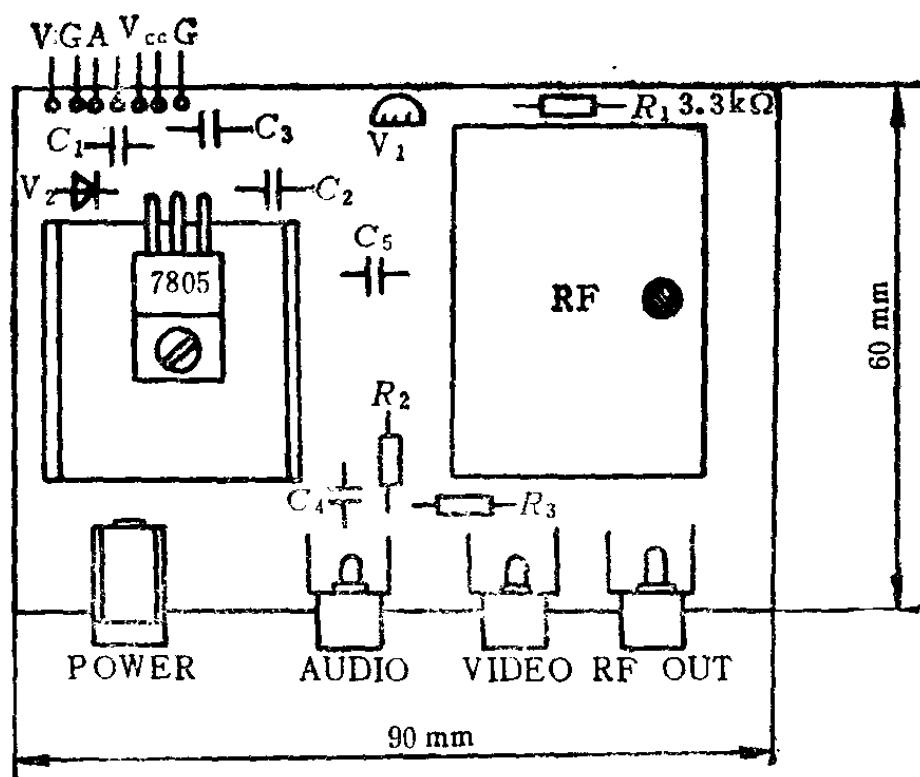 V G A Vcc G
R₁ 3.3kΩ
C₁
C₃
V₁
V₂
C₂
C₅
7805
RF
60 mm
R₂
C₄
R₃
POWER AUDIO VIDEO RF OUT
90 mm